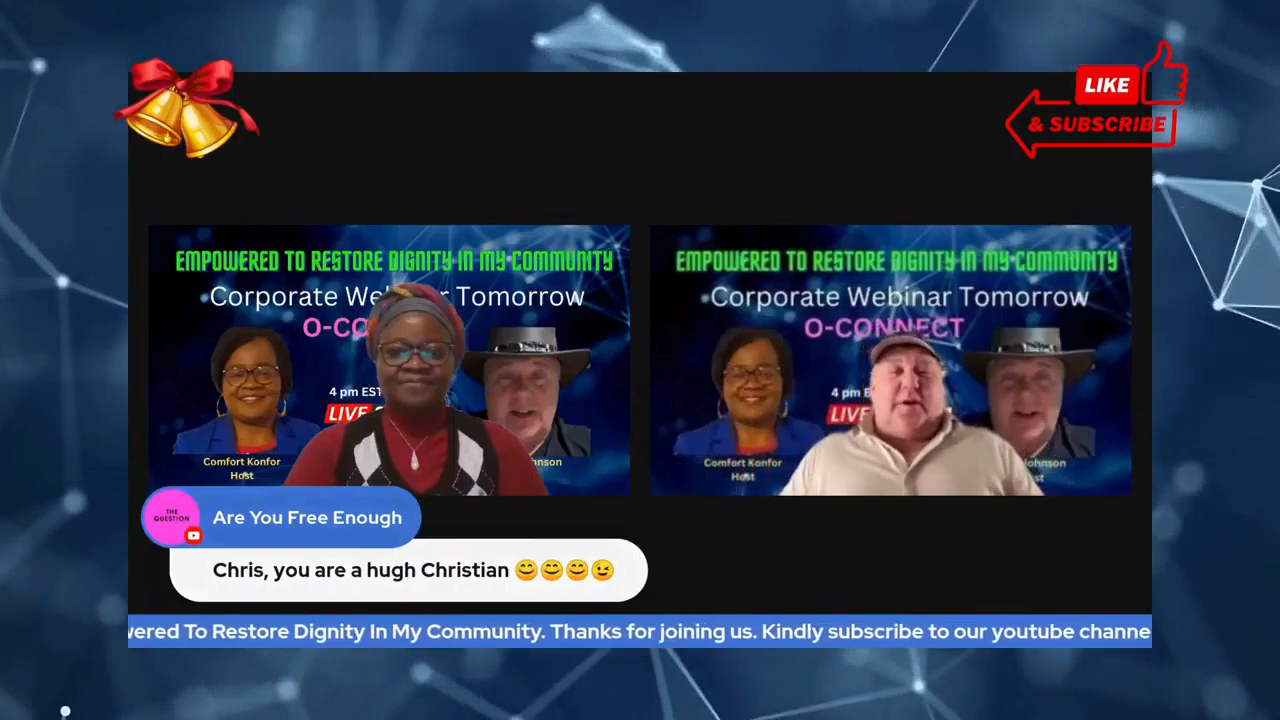 LIKE
& SUBSCRIBE
EMPOWERED TO RESTORE DIGNITY IN MY COMMUNITY
Corporate Tomorrow
4 pm EST
LIVE
Comfort Konfor
Host
EMPOWERED TO RESTORE DIGNITY IN MY COMMUNITY
Corporate Webinar Tomorrow
O-CONNECT
4 pm
LIVE
Comfort Konfor
Host
Johnson
THE
QUESTION
Are You Free Enough
Chris, you are a hugh Christian 😊😊😊😉
wered To Restore Dignity In My Community. Thanks for joining us. Kindly subscribe to our youtube channe